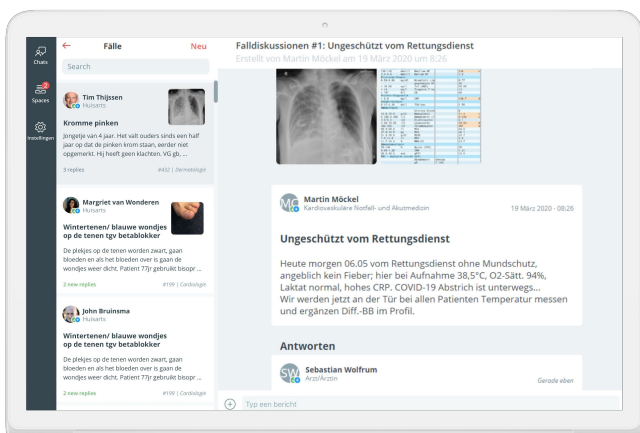 Chats
2
Spaces
Instellingen
Fälle
Neu
Search
Tim Thijssen
Huisarts
Kromme pinken
Jongetje van 4 jaar. Het valt ouders sinds een half
jaar op dat de pinken krom staan, eerder niet
opgemerkt. Hij heeft geen klachten. VG gb, ...
3 replies
#432 | Dermatologie
Margriet van Wonderen
Huisarts
Wintertenen/ blauwe wondjes
op de tenen tgv betablokker
De plekjes op de tenen worden zwart, gaan
bloeden en als het bloeden over is gaan de
wondjes weer dicht. Patient 77jr gebruikt bisopr ...
2 new replies
#199 | Cardiologie
John Bruinsma
Huisarts
Wintertenen/ blauwe wondjes
op de tenen tgv betablokker
De plekjes op de tenen worden zwart, gaan
bloeden en als het bloeden over is gaan de
wondjes weer dicht. Patient 77jr gebruikt bisopr ...
2 new replies
#199 | Cardiologie
Falldiskussionen #1: Ungeschützt vom Rettungsdienst
Erstellt von Martin Möckel am 19 März 2020 um 8:26
Martin Möckel
Kardiovaskuläre Notfell- und Akutmedizin
19 März 2020 - 08:26
Ungeschützt vom Rettungsdienst
Heute morgen 06.05 vom Rettungsdienst ohne Mundschutz,
angeblich kein Fieber; hier bei Aufnahme 38,5°C, O2-Sätt. 94%,
Laktat normal, hohes CRP. COVID-19 Abstrich ist unterwegs...
Wir werden jetzt an der Tür bei allen Patienten Temperatur messen
und ergänzen Diff.-BB im Profil.
Antworten
SW
Sebastian Wolfrum
Arzt/Ärztin
Gerade eben
Typ een bericht